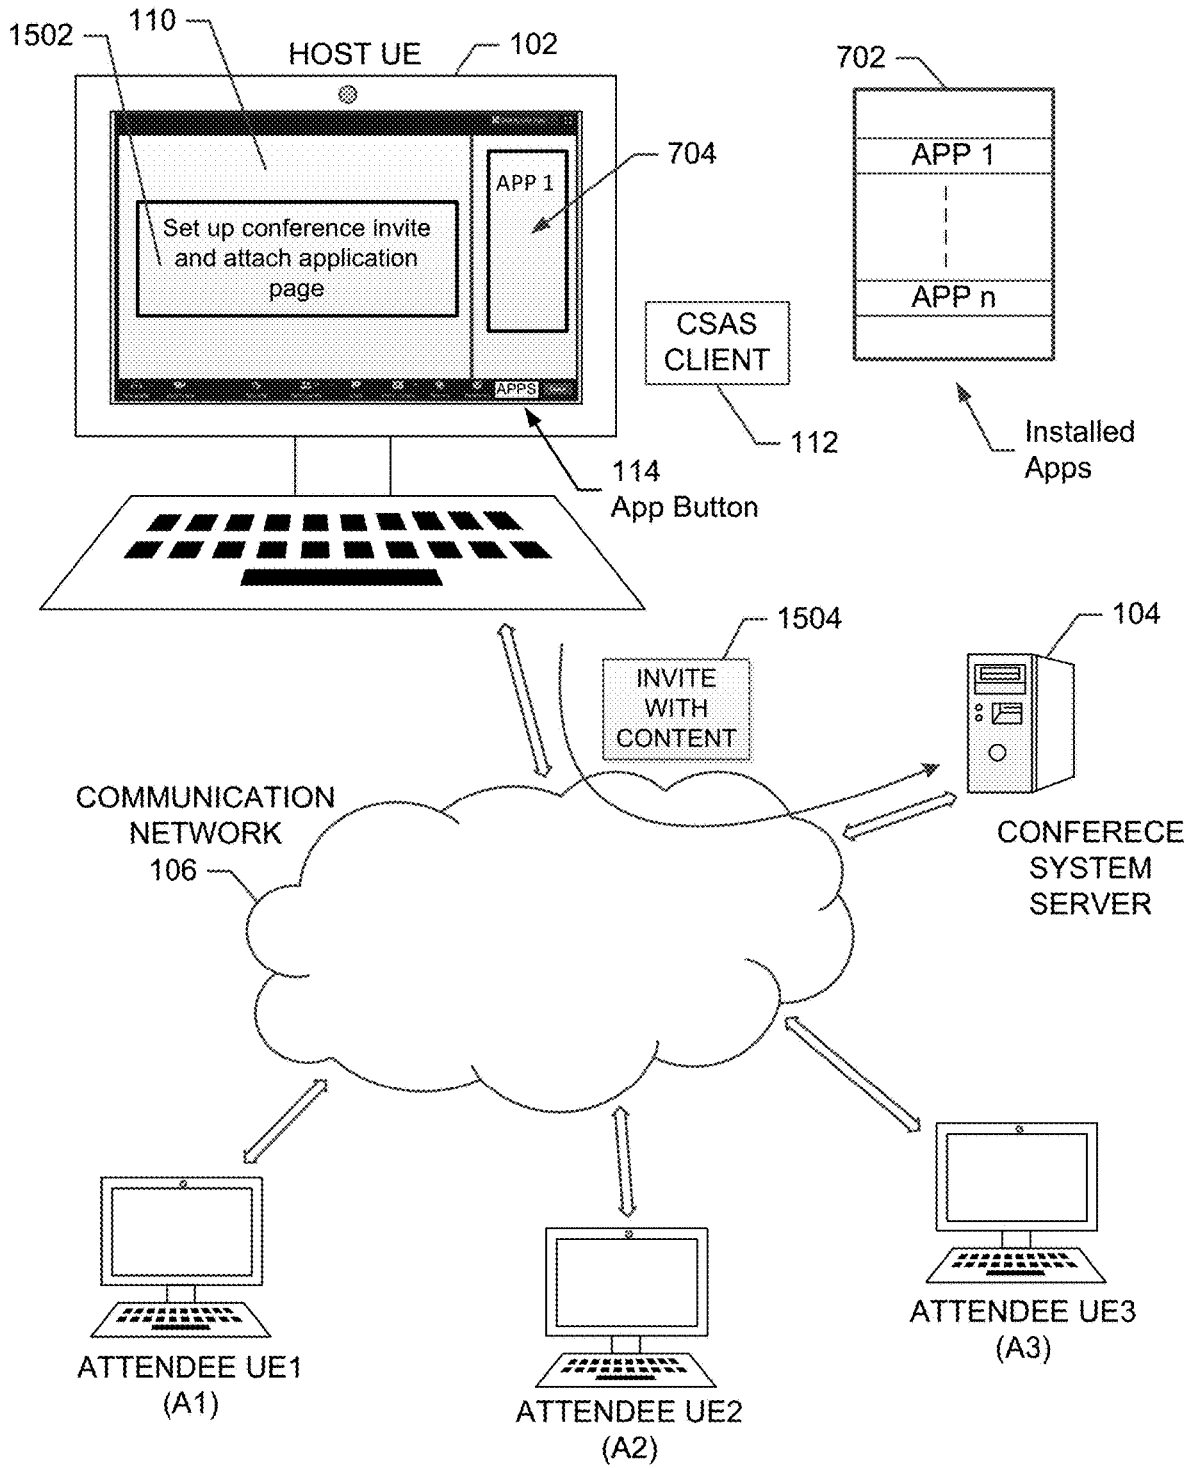 1502
110
HOST UE
102
702
704
APP 1
Set up conference invite
and attach application
page
APPS
CSAS
CLIENT
112
APP 1
APP n
Installed
Apps
114
App Button
1504
INVITE
WITH
CONTENT
104
CONFERECE
SYSTEM
SERVER
COMMUNICATION
NETWORK
106
ATTENDEE UE1
(A1)
ATTENDEE UE2
(A2)
ATTENDEE UE3
(A3)